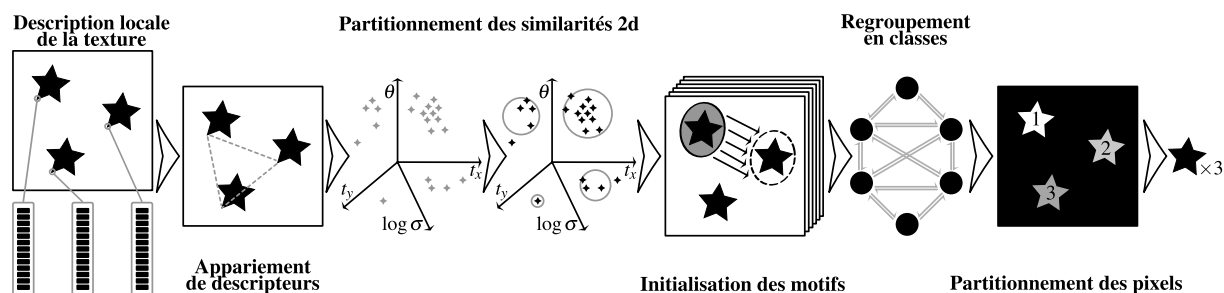 Description locale
de la texture
Partitionnement des similarités 2d
Regroupement
en classes
θ
t_x
t_y
log σ
θ
t_x
t_y
log σ
1
2
3
×3
Appariement
de descripteurs
Initialisation des motifs
Partitionnement des pixels